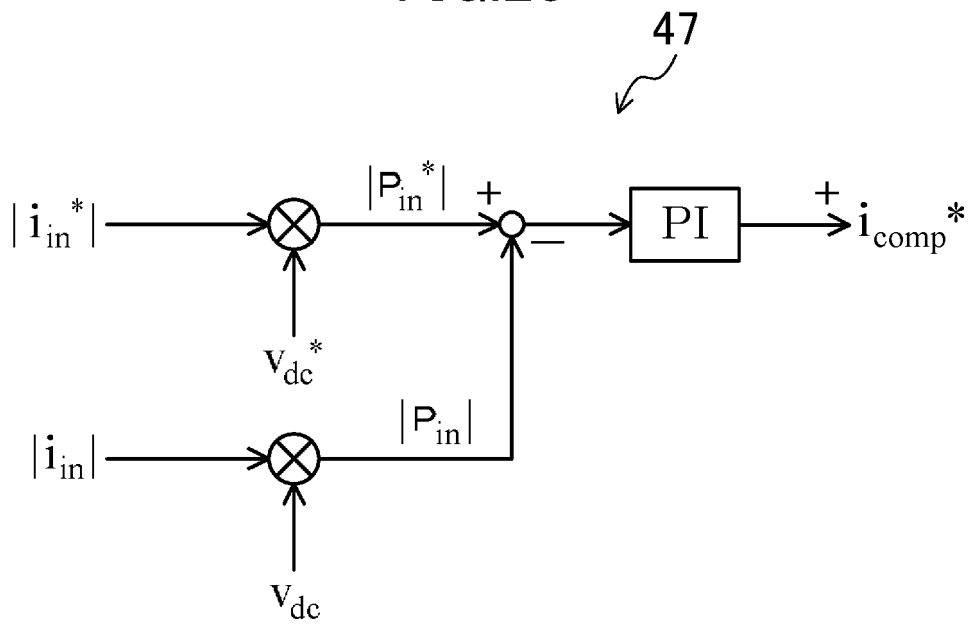 47
|i_in*|
|P_in*|
+
−
PI
+
i_comp*
v_dc*
|i_in|
|P_in|
v_dc